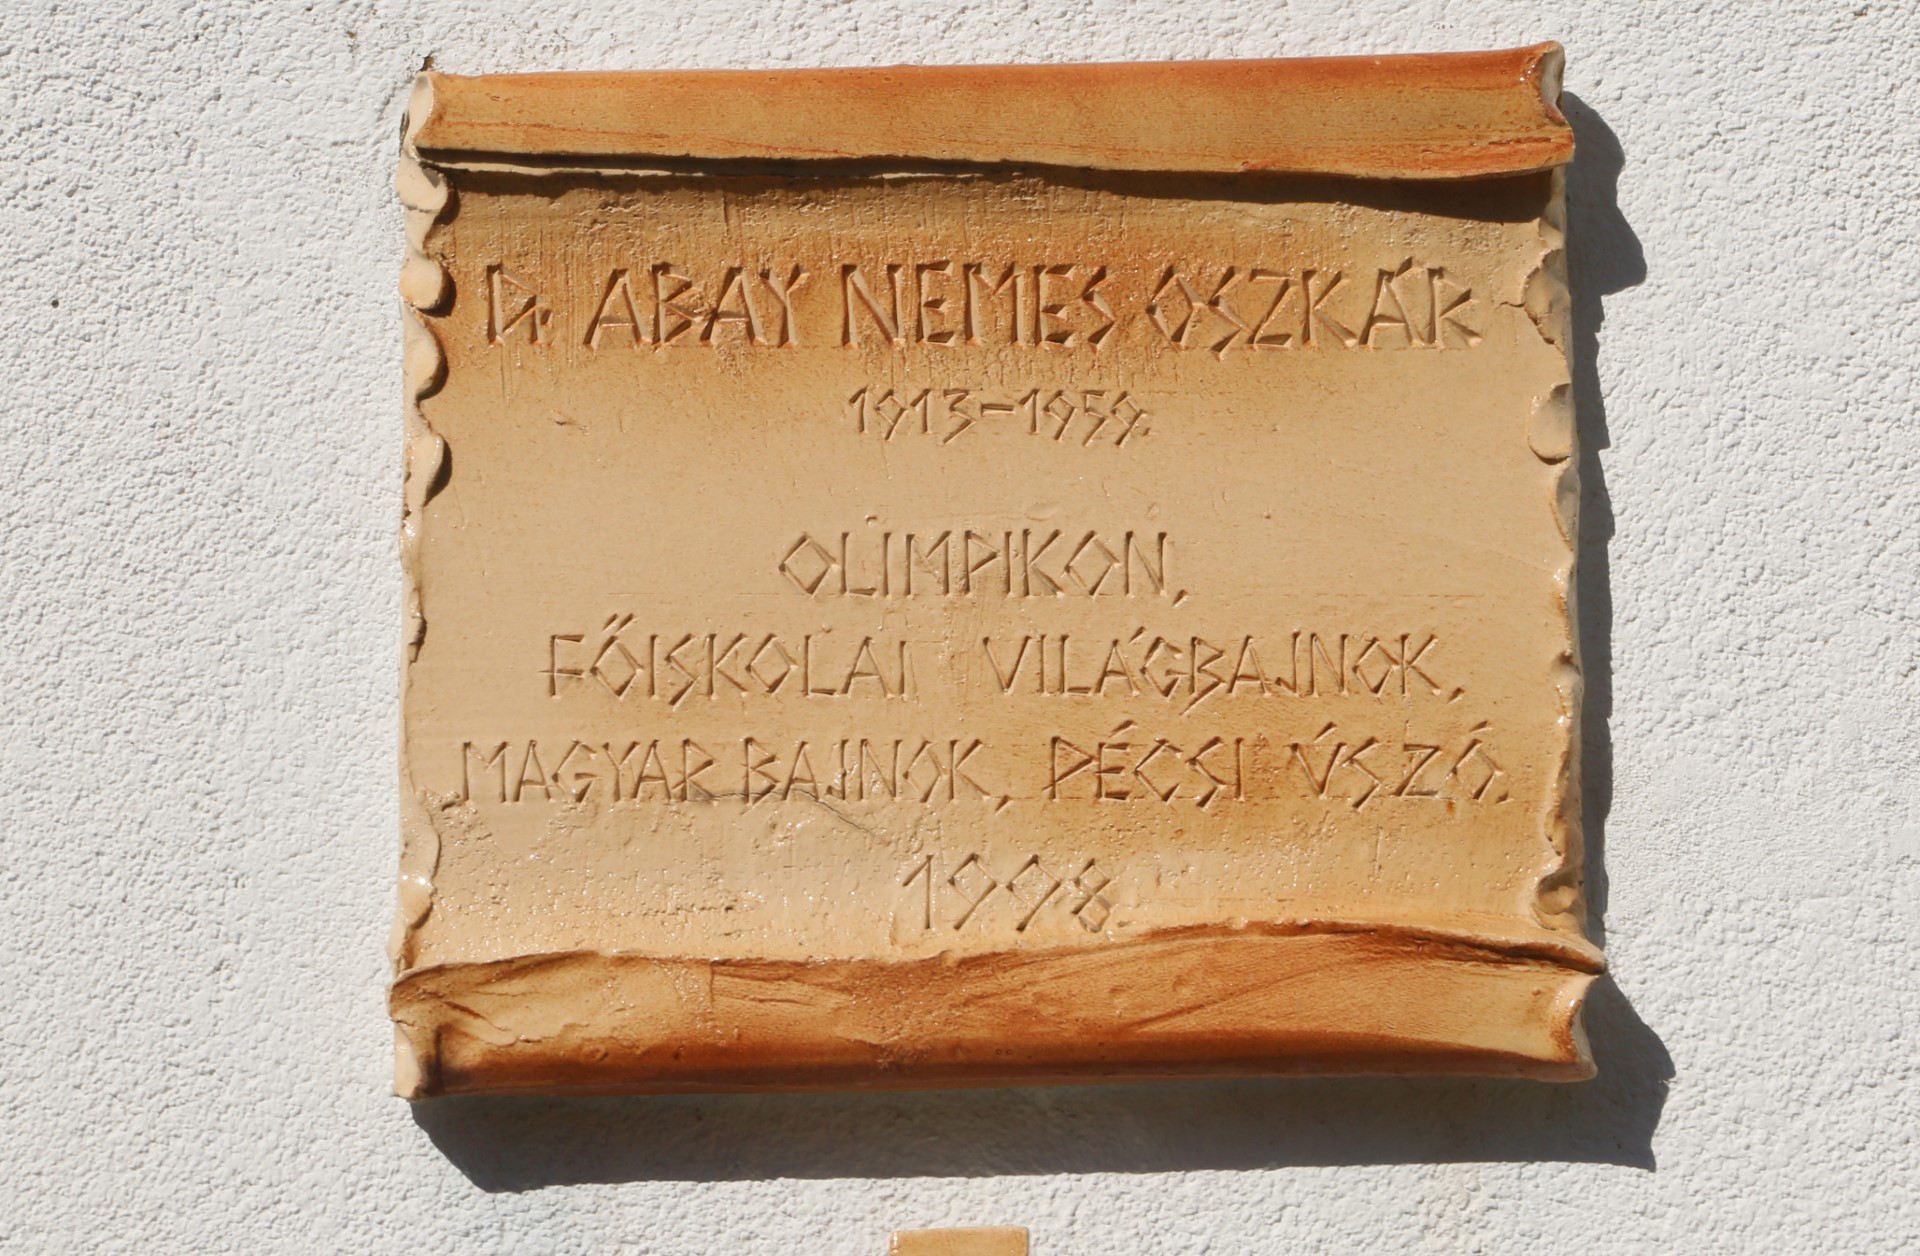 Dr. ABAY NEMES OSZKÁR
1913-1959.
OLIMPIKON,
FŐISKOLAI VILÁGBAJNOK,
MAGYAR BAJNOK, PÉCSI ÚSZÓ.
1998